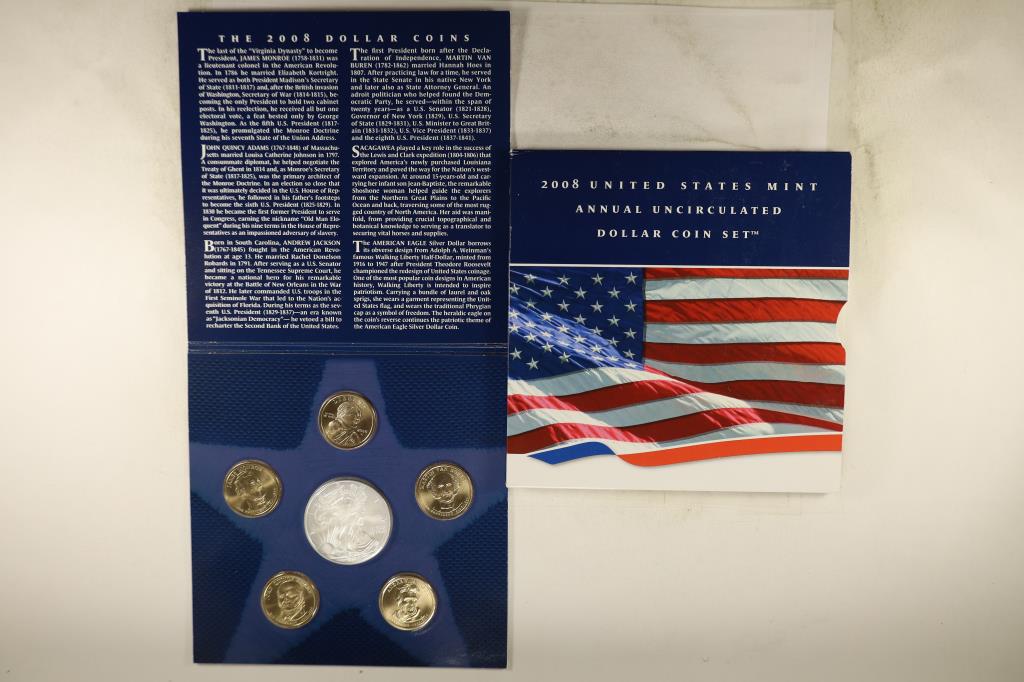 THE 2008 DOLLAR COINS
The last of the "Virginia Dynasty" to become
President, JAMES MONROE (1758-1831) was
a lieutenant colonel in the American Revolu-
tion. In 1786 he married Elizabeth Kortright.
He served as both President Madison's Secretary
of State (1811-1817) and, after the British invasion
of Washington, Secretary of War (1814-1815), be-
coming the only President to hold two cabinet
posts. In his reelection, he received all but one
electoral vote, a feat bested only by George
Washington. As the fifth U.S. President (1817-
1825), he promulgated the Monroe Doctrine
during his seventh State of the Union Address.
JOHN QUINCY ADAMS (1767-1848) of Massachu-
setts married Louisa Catherine Johnson in 1797.
A consummate diplomat, he helped negotiate the
Treaty of Ghent in 1814 and, as Monroe's Secretary
of State (1817-1825), was the primary architect of
the Monroe Doctrine. In an election so close that
it was ultimately decided in the U.S. House of Rep-
resentatives, he followed in his father's footsteps
to become the sixth U.S. President (1825-1829). In
1830 he became the first former President to serve
in Congress, earning the nickname "Old Man Elo-
quent" during his nine terms in the House of Repre-
sentatives as an impassioned adversary of slavery.
Born in South Carolina, ANDREW JACKSON
(1767-1845) fought in the American Revo-
lution at age 13. He married Rachel Donelson
Robards in 1791. After serving as a U.S. Senator
and sitting on the Tennessee Supreme Court, he
became a national hero for his remarkable
victory at the Battle of New Orleans in the War
of 1812. He later commanded U.S. troops in the
First Seminole War that led to the Nation's ac-
quisition of Florida. During his terms as the sev-
enth U.S. President (1829-1837)—an era known
as "Jacksonian Democracy"— he vetoed a bill to
recharter the Second Bank of the United States.
The first President born after the Decla-
ration of Independence, MARTIN VAN
BUREN (1782-1862) married Hannah Hoes in
1807. After practicing law for a time, he served
in the State Senate in his native New York
and later also as State Attorney General. An
adroit politician who helped found the Dem-
ocratic Party, he served—within the span of
twenty years—as a U.S. Senator (1821-1828),
Governor of New York (1829), U.S. Secretary
of State (1829-1831), U.S. Minister to Great Brit-
ain (1831-1832), U.S. Vice President (1833-1837)
and the eighth U.S. President (1837-1841).
SACAGAWEA played a key role in the success of
the Lewis and Clark expedition (1804-1806) that
explored America's newly purchased Louisiana
Territory and paved the way for the Nation's west-
ward expansion. At around 15-years-old and car-
rying her infant son Jean-Baptiste, the remarkable
Shoshone woman helped guide the explorers
from the Northern Great Plains to the Pacific
Ocean and back, traversing some of the most rug-
ged country of North America. Her aid was mani-
fold, from providing crucial topographical and
botanical knowledge to serving as a translator to
securing vital horses and supplies.
The AMERICAN EAGLE Silver Dollar borrows
its obverse design from Adolph A. Weinman's
famous Walking Liberty Half-Dollar, minted from
1916 to 1947 after President Theodore Roosevelt
championed the redesign of United States coinage.
One of the most popular coin designs in American
history, Walking Liberty is intended to inspire
patriotism. Carrying a bundle of laurel and oak
sprigs, she wears a garment representing the Unit-
ed States flag, and wears the traditional Phrygian
cap as a symbol of freedom. The heraldic eagle on
the coin's reverse continues the patriotic theme of
the American Eagle Silver Dollar Coin.
2008 UNITED STATES MINT
ANNUAL UNCIRCULATED
DOLLAR COIN SET™